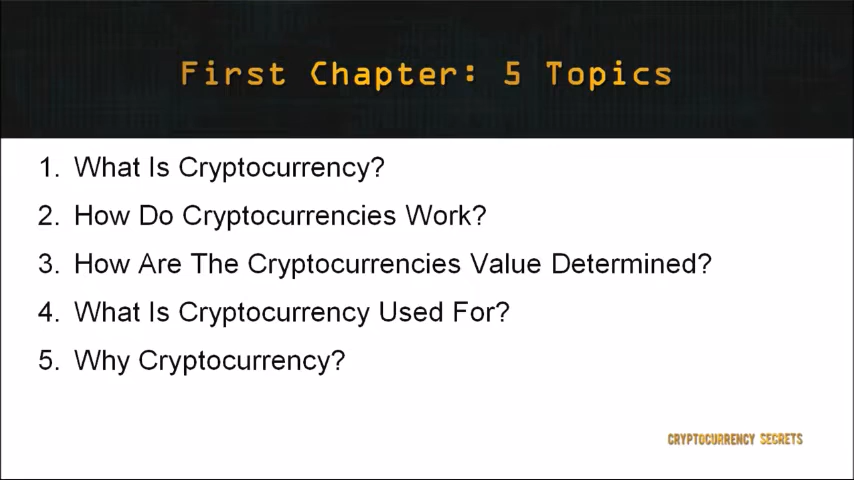 First Chapter: 5 Topics
1. What Is Cryptocurrency?
2. How Do Cryptocurrencies Work?
3. How Are The Cryptocurrencies Value Determined?
4. What Is Cryptocurrency Used For?
5. Why Cryptocurrency?
CRYPTOCURRENCY SECRETS